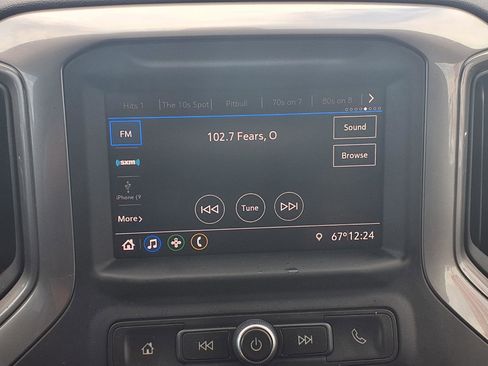 Hits 1 The 10s Spot Pitbull 70s on 7 80s on 8
FM
102.7 Fears, O
Sound
((sxm))
Browse
iPhone (9
Tune
More
67° 12:24